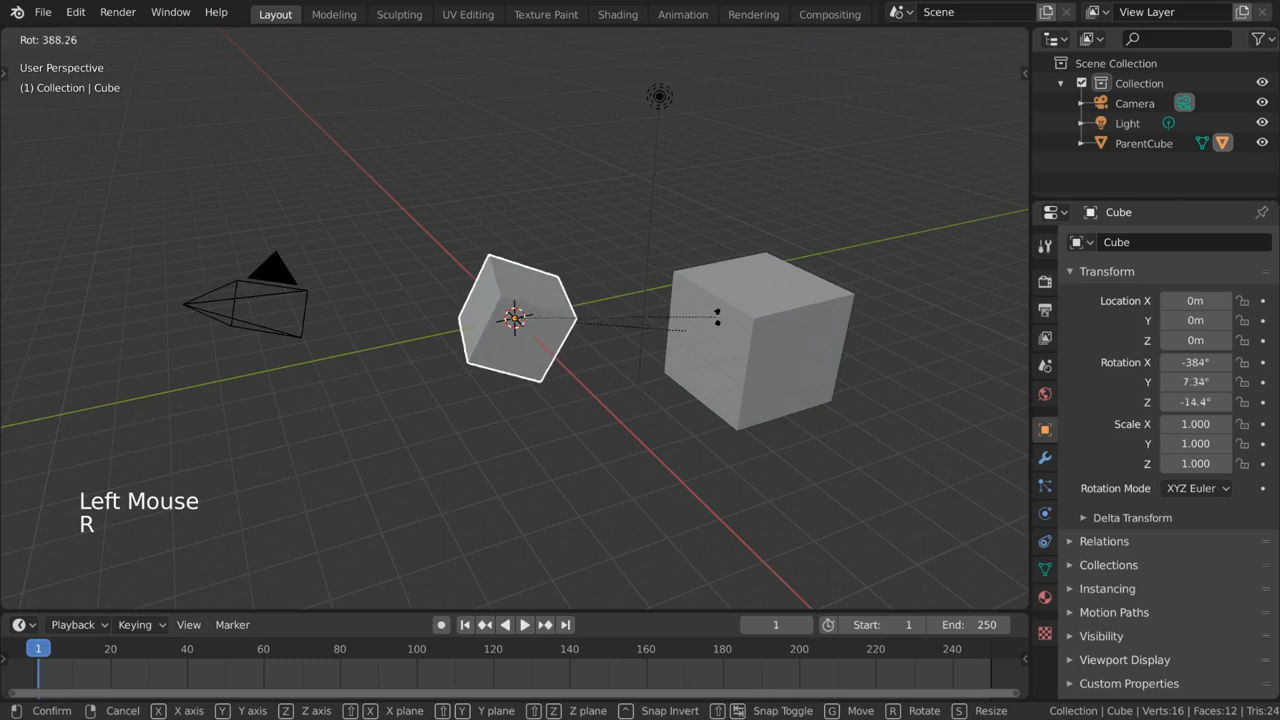 File Edit Render Window Help Layout Modeling Sculpting UV Editing Texture Paint Shading Animation Rendering Compositing Scene View Layer
Rot: 388.26
User Perspective
(1) Collection | Cube
Left Mouse
R
Scene Collection
Collection
Camera
Light
ParentCube
Cube
Cube
Transform
Location X 0m
Y 0m
Z 0m
Rotation X -384°
Y 7.34°
Z -14.4°
Scale X 1.000
Y 1.000
Z 1.000
Rotation Mode XYZ Euler
Delta Transform
Relations
Collections
Instancing
Motion Paths
Visibility
Viewport Display
Custom Properties
Playback Keying View Marker 1 Start: 1 End: 250
1 20 40 60 80 100 120 140 160 180 200 220 240
Confirm Cancel X X axis Y Y axis Z Z axis X X plane Y Y plane Z Z plane Snap Invert Snap Toggle G Move R Rotate S Resize Collection | Cube | Verts:16 | Faces:12 | Tris:24